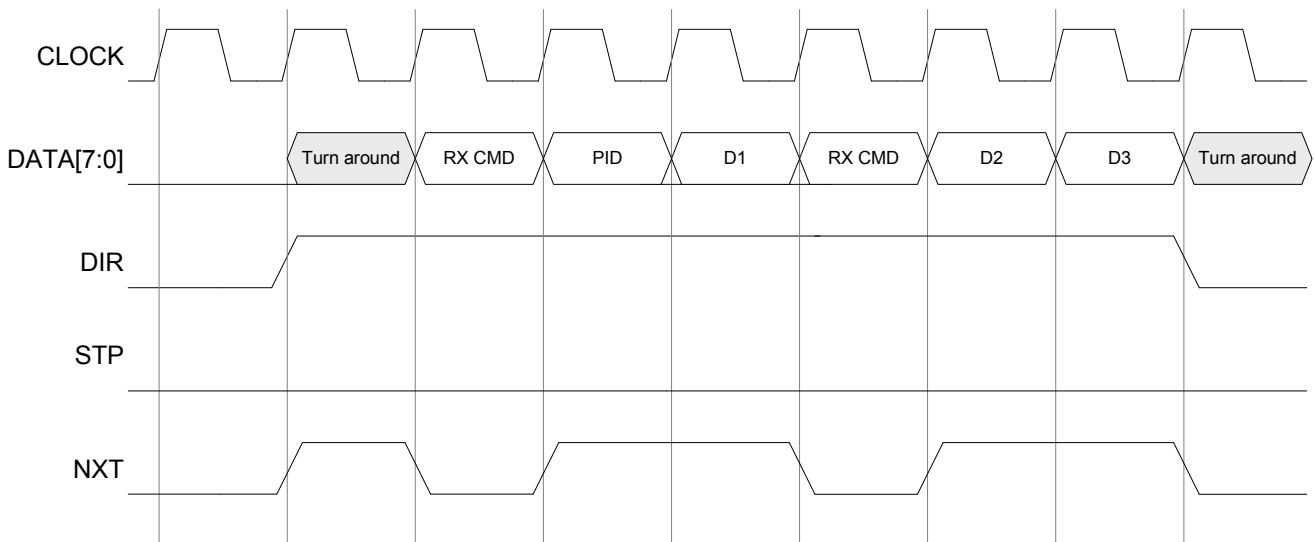 CLOCK
DATA[7:0]
Turn around
RX CMD
PID
D1
RX CMD
D2
D3
Turn around
DIR
STP
NXT